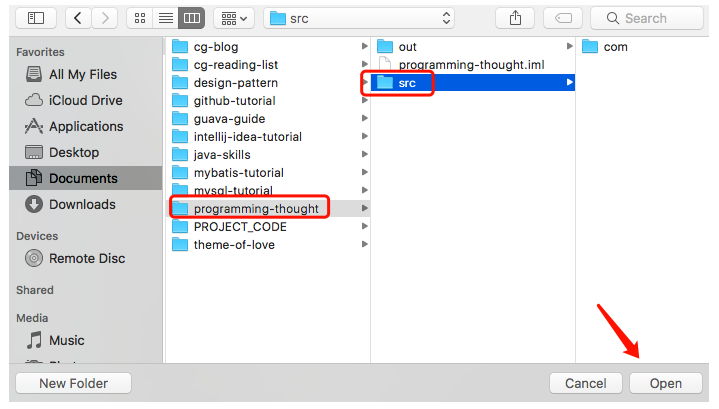 src
Search
Favorites
All My Files
iCloud Drive
Applications
Desktop
Documents
Downloads
Devices
Remote Disc
Shared
Media
Music
cg-blog
cg-reading-list
design-pattern
github-tutorial
guava-guide
intellij-idea-tutorial
java-skills
mybatis-tutorial
mysql-tutorial
programming-thought
PROJECT_CODE
theme-of-love
out
programming-thought.iml
src
com
New Folder
Cancel
Open